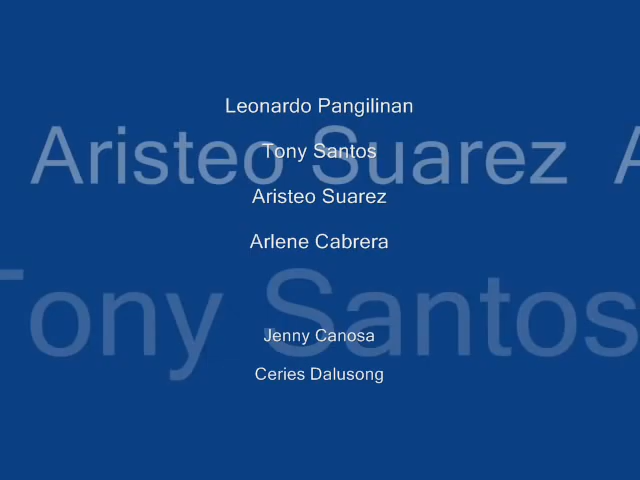 Leonardo Pangilinan
Aristeo Suarez A
Tony Santos
Aristeo Suarez
Arlene Cabrera
Tony Santos
Jenny Canosa
Ceries Dalusong